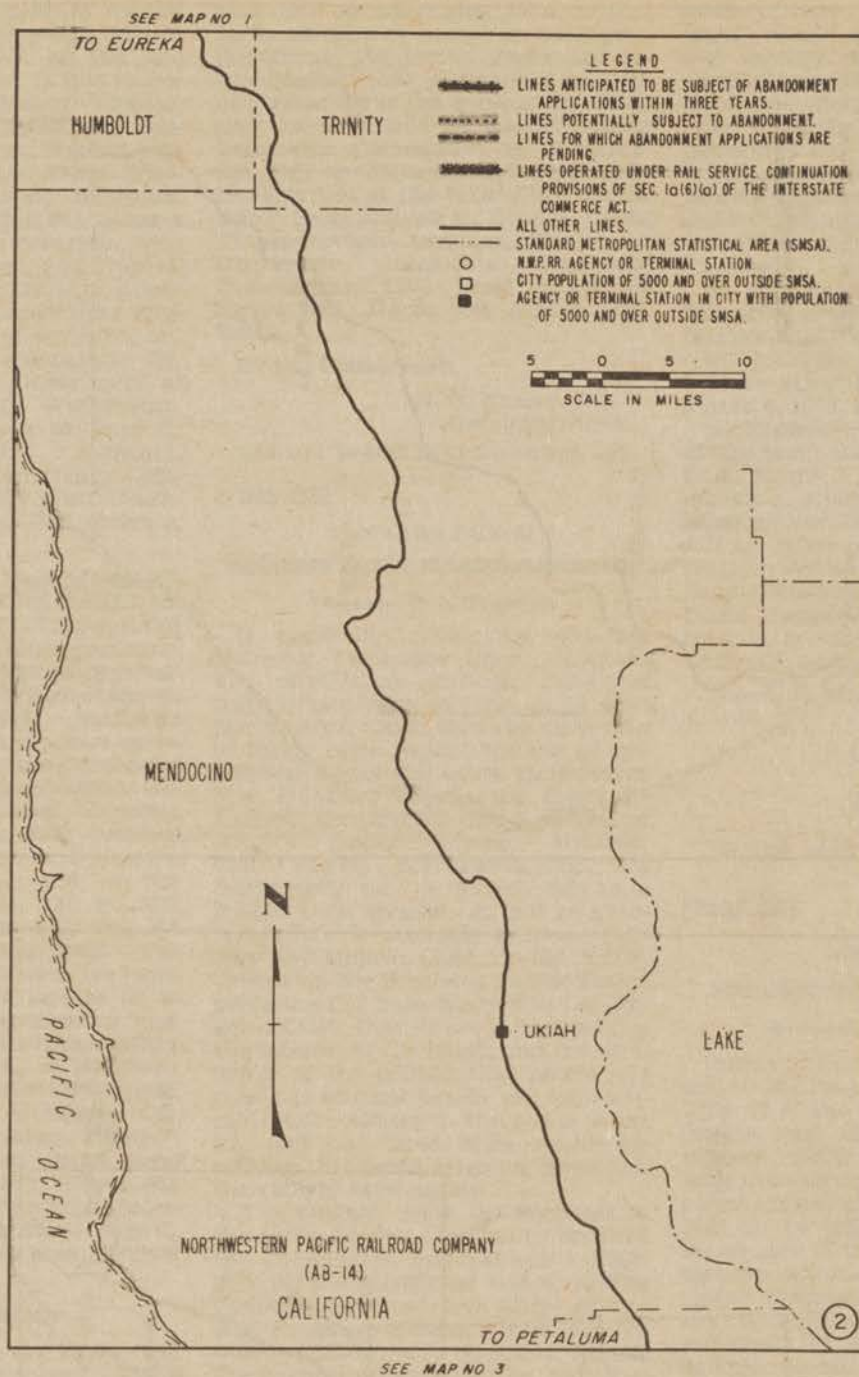 SEE MAP NO 1
TO EUREKA
HUMBOLDT
TRINITY
LEGEND
LINES ANTICIPATED TO BE SUBJECT OF ABANDONMENT
APPLICATIONS WITHIN THREE YEARS.
LINES POTENTIALLY SUBJECT TO ABANDONMENT.
LINES FOR WHICH ABANDONMENT APPLICATIONS ARE
PENDING.
LINES OPERATED UNDER RAIL SERVICE CONTINUATION
PROVISIONS OF SEC. 1a(6)(a) OF THE INTERSTATE
COMMERCE ACT.
ALL OTHER LINES.
STANDARD METROPOLITAN STATISTICAL AREA (SMSA).
N.W.P. RR. AGENCY OR TERMINAL STATION
CITY POPULATION OF 5000 AND OVER OUTSIDE SMSA.
AGENCY OR TERMINAL STATION IN CITY WITH POPULATION
OF 5000 AND OVER OUTSIDE SMSA.
5 0 5 10
SCALE IN MILES
MENDOCINO
N
UKIAH
LAKE
PACIFIC OCEAN
NORTHWESTERN PACIFIC RAILROAD COMPANY
(AB-14)
CALIFORNIA
TO PETALUMA
2
SEE MAP NO 3